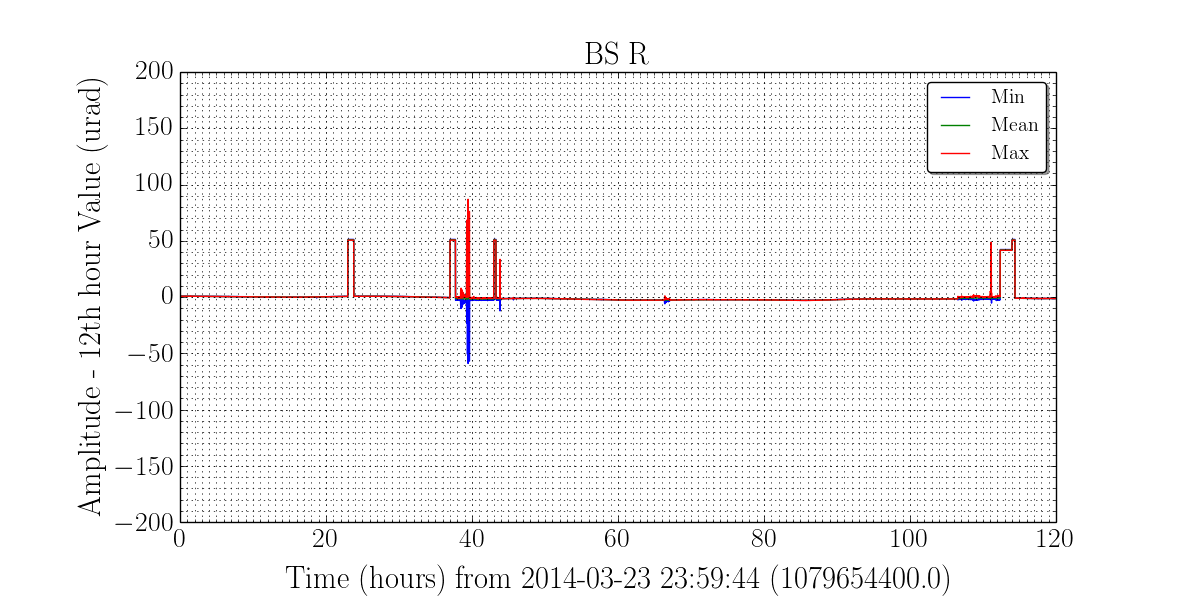 BS R
Amplitude - 12th hour Value (urad)
200
150
100
50
0
−50
−100
−150
−200
Min
Mean
Max
0 20 40 60 80 100 120
Time (hours) from 2014-03-23 23:59:44 (1079654400.0)